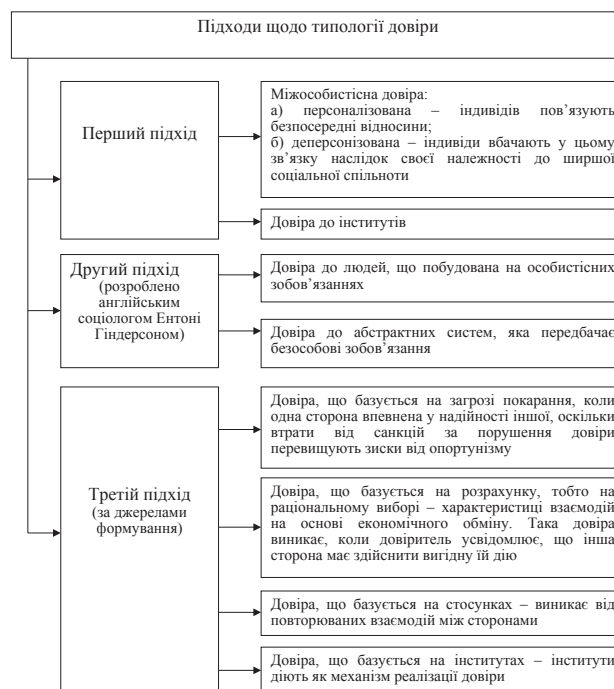 Підходи щодо типології довіри
Перший підхід
Міжособистісна довіра:
а) персоналізована – індивідів пов’язують
безпосередні відносини;
б) деперсонізована – індивіди вбачають у цьому
зв’язку наслідок своєї належності до ширшої
соціальної спільноти
Довіра до інститутів
Другий підхід
(розроблено
англійським
соціологом Ентоні
Гіндерсоном)
Довіра до людей, що побудована на особистісних
зобов’язаннях
Довіра до абстрактних систем, яка передбачає
безособові зобов’язання
Третій підхід
(за джерелами
формування)
Довіра, що базується на загрозі покарання, коли
одна сторона впевнена у надійності іншої, оскільки
втрати від санкцій за порушення довіри
перевищують зиски від опортунізму
Довіра, що базується на розрахунку, тобто на
раціональному виборі – характеристиці взаємодій
на основі економічного обміну. Така довіра
виникає, коли довіритель усвідомлює, що інша
сторона має здійснити вигідну їй дію
Довіра, що базується на стосунках – виникає від
повторюваних взаємодій між сторонами
Довіра, що базується на інститутах – інститути
діють як механізм реалізації довіри